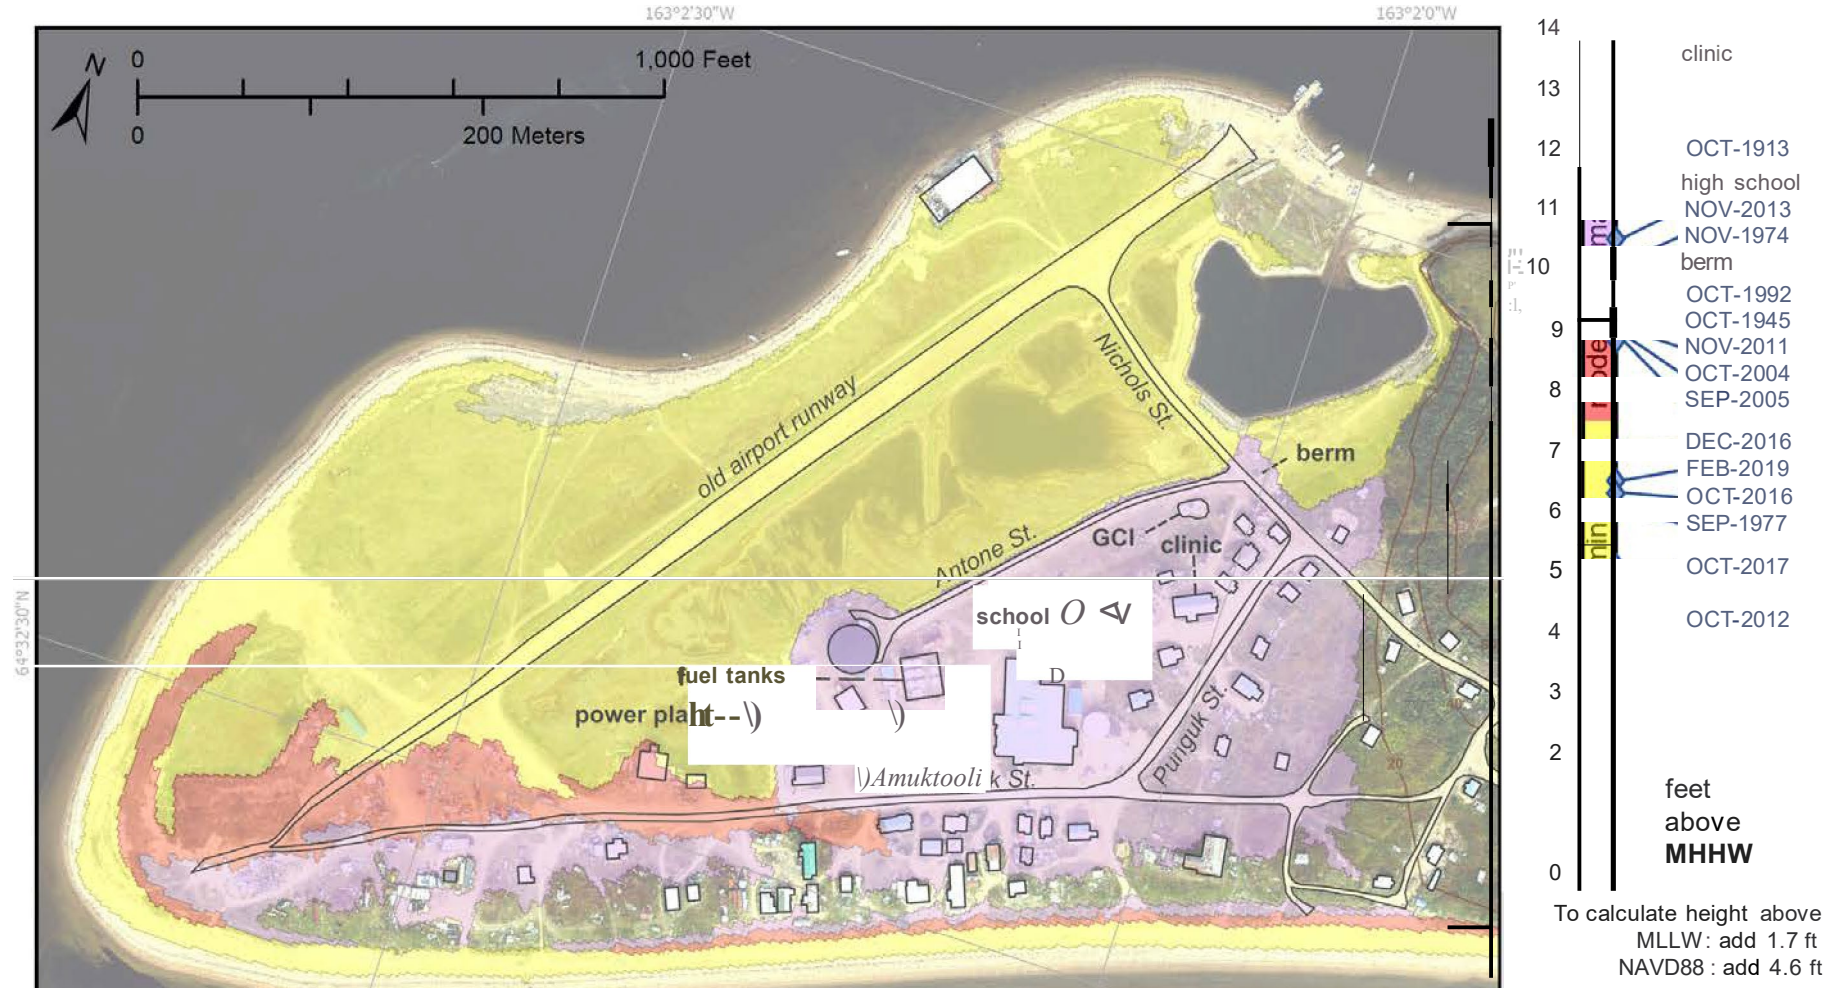 163°2'30"W
163°2'0"W
N
0
1,000 Feet
0
200 Meters
64°32'30"N
old airport runway
Nichols St.
berm
Antone St.
GCI
clinic
school O
D
fuel tanks
power pla
Punguk St.
Amuktooli
k St.
20
14
13
12
11
10
9
8
7
6
5
4
3
2
0
clinic
OCT-1913
high school
NOV-2013
NOV-1974
berm
OCT-1992
OCT-1945
NOV-2011
OCT-2004
SEP-2005
DEC-2016
FEB-2019
OCT-2016
SEP-1977
OCT-2017
OCT-2012
feet
above
MHHW
To calculate height above
MLLW: add 1.7 ft
NAVD88 : add 4.6 ft